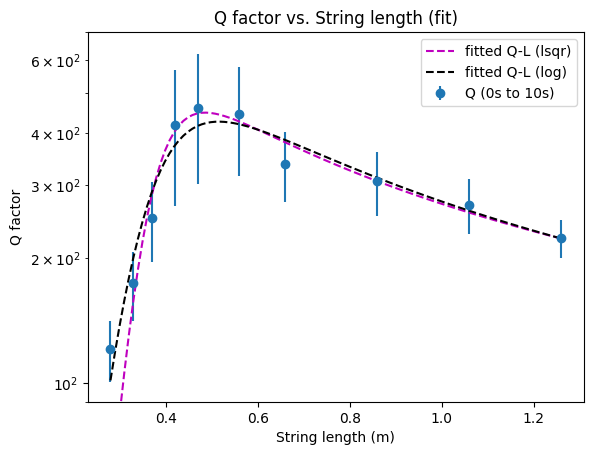 Q factor vs. String length (fit)
fitted Q-L (lsqr)
fitted Q-L (log)
Q (0s to 10s)
6 × 10²
4 × 10²
3 × 10²
2 × 10²
10²
Q factor
0.4 0.6 0.8 1.0 1.2
String length (m)